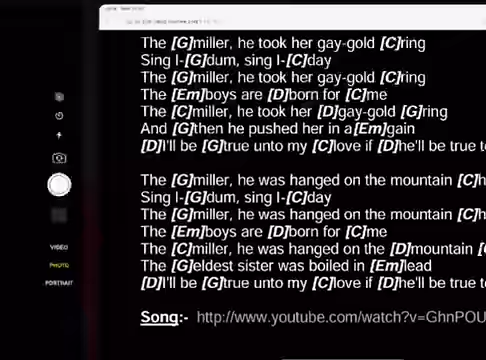 The [G]miller, he took her gay-gold [C]ring
Sing I-[G]dum, sing I-[C]day
The [G]miller, he took her gay-gold [C]ring
The [Em]boys are [D]born for [C]me
The [C]miller, he took her [D]gay-gold [G]ring
And [G]then he pushed her in a[Em]gain
[D]I'll be [G]true unto my [C]love if [D]he'll be true t
The [G]miller, he was hanged on the mountain [C]h
Sing I-[G]dum, sing I-[C]day
The [G]miller, he was hanged on the mountain [C]h
The [Em]boys are [D]born for [C]me
The [C]miller, he was hanged on the [D]mountain
The [G]eldest sister was boiled in [Em]lead
[D]I'll be [G]true unto my [C]love if [D]he'll be true t
Song:- http://www.youtube.com/watch?v=GhnPOU
VIDEO
PHOTO
PORTRAIT